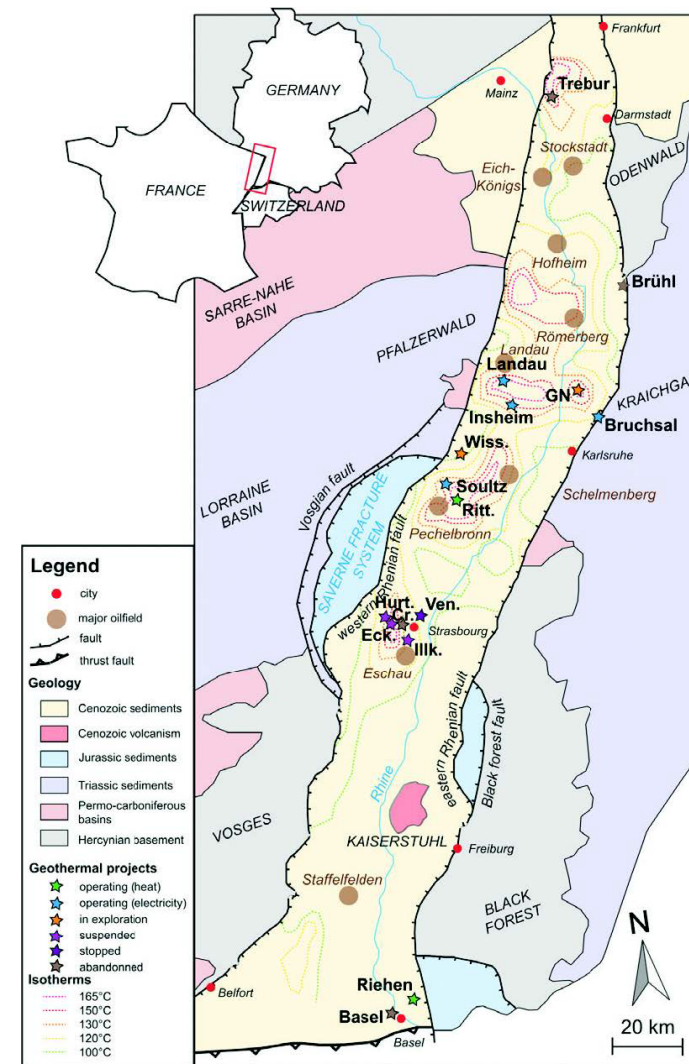 GERMANY
FRANCE
SWITZERLAND
Frankfurt
Trebur
Mainz
Darmstadt
Stockstadt
Eich-
Königs
ODENWALD
Hofheim
Brühl
SARRE-NAHE
BASIN
Römerberg
PFALZERWALD
Landau
Landau
GN
KRAICHGA
Insheim
Bruchsal
Wiss.
Karlsruhe
Soultz
Ritt.
Schelmenberg
Pechelbronn
LORRAINE
BASIN
Vosgian fault
SAVERNE FRACTURE
SYSTEM
western Rhenian fault
Hurt.
Ven.
Cr.
Strasbourg
Eck.
Illk.
Eschau
eastern Rhenian fault
Black forest fault
Rhine
VOSGES
KAISERSTUHL
Freiburg
Staffelfelden
BLACK
FOREST
Riehen
Belfort
Basel
Basel
N
20 km
Legend
city
major oilfield
fault
thrust fault
Geology
Cenozoic sediments
Cenozoic volcanism
Jurassic sediments
Triassic sediments
Permo-carboniferous
basins
Hercynian basement
Geothermal projects
operating (heat)
operating (electricity)
in exploration
suspended
stopped
abandonned
Isotherms
165°C
150°C
130°C
120°C
100°C